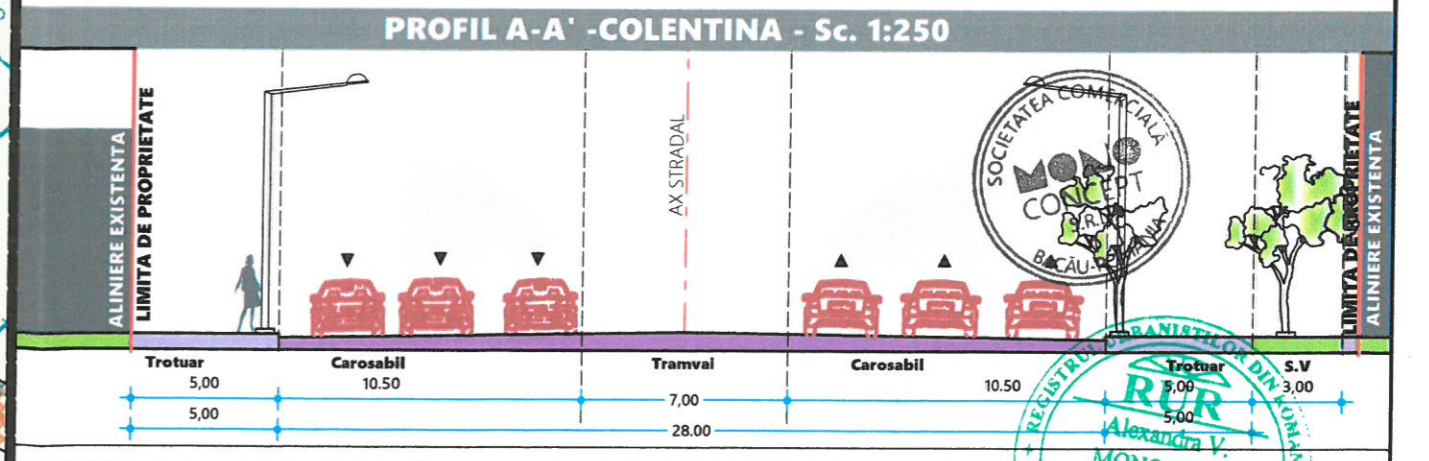 PROFIL A-A' -COLENTINA - Sc. 1:250
ALINIERE EXISTENTA
LIMITA DE PROPRIETATE
AX STRADAL
SOCIETATEA COMERCIALĂ
MONO
CONCEPT
S.R.L.
BACĂU-ROMÂNIA
LIMITA DE PROPRIETATE
ALINIERE EXISTENTA
Trotuar Carosabil Tramvai Carosabil Trotuar S.V
5,00 10.50 7,00 10.50 5,00 3,00
5,00 28.00 5,00
REGISTRUL URBANIȘTILOR DIN
RUR
Alexandra V.